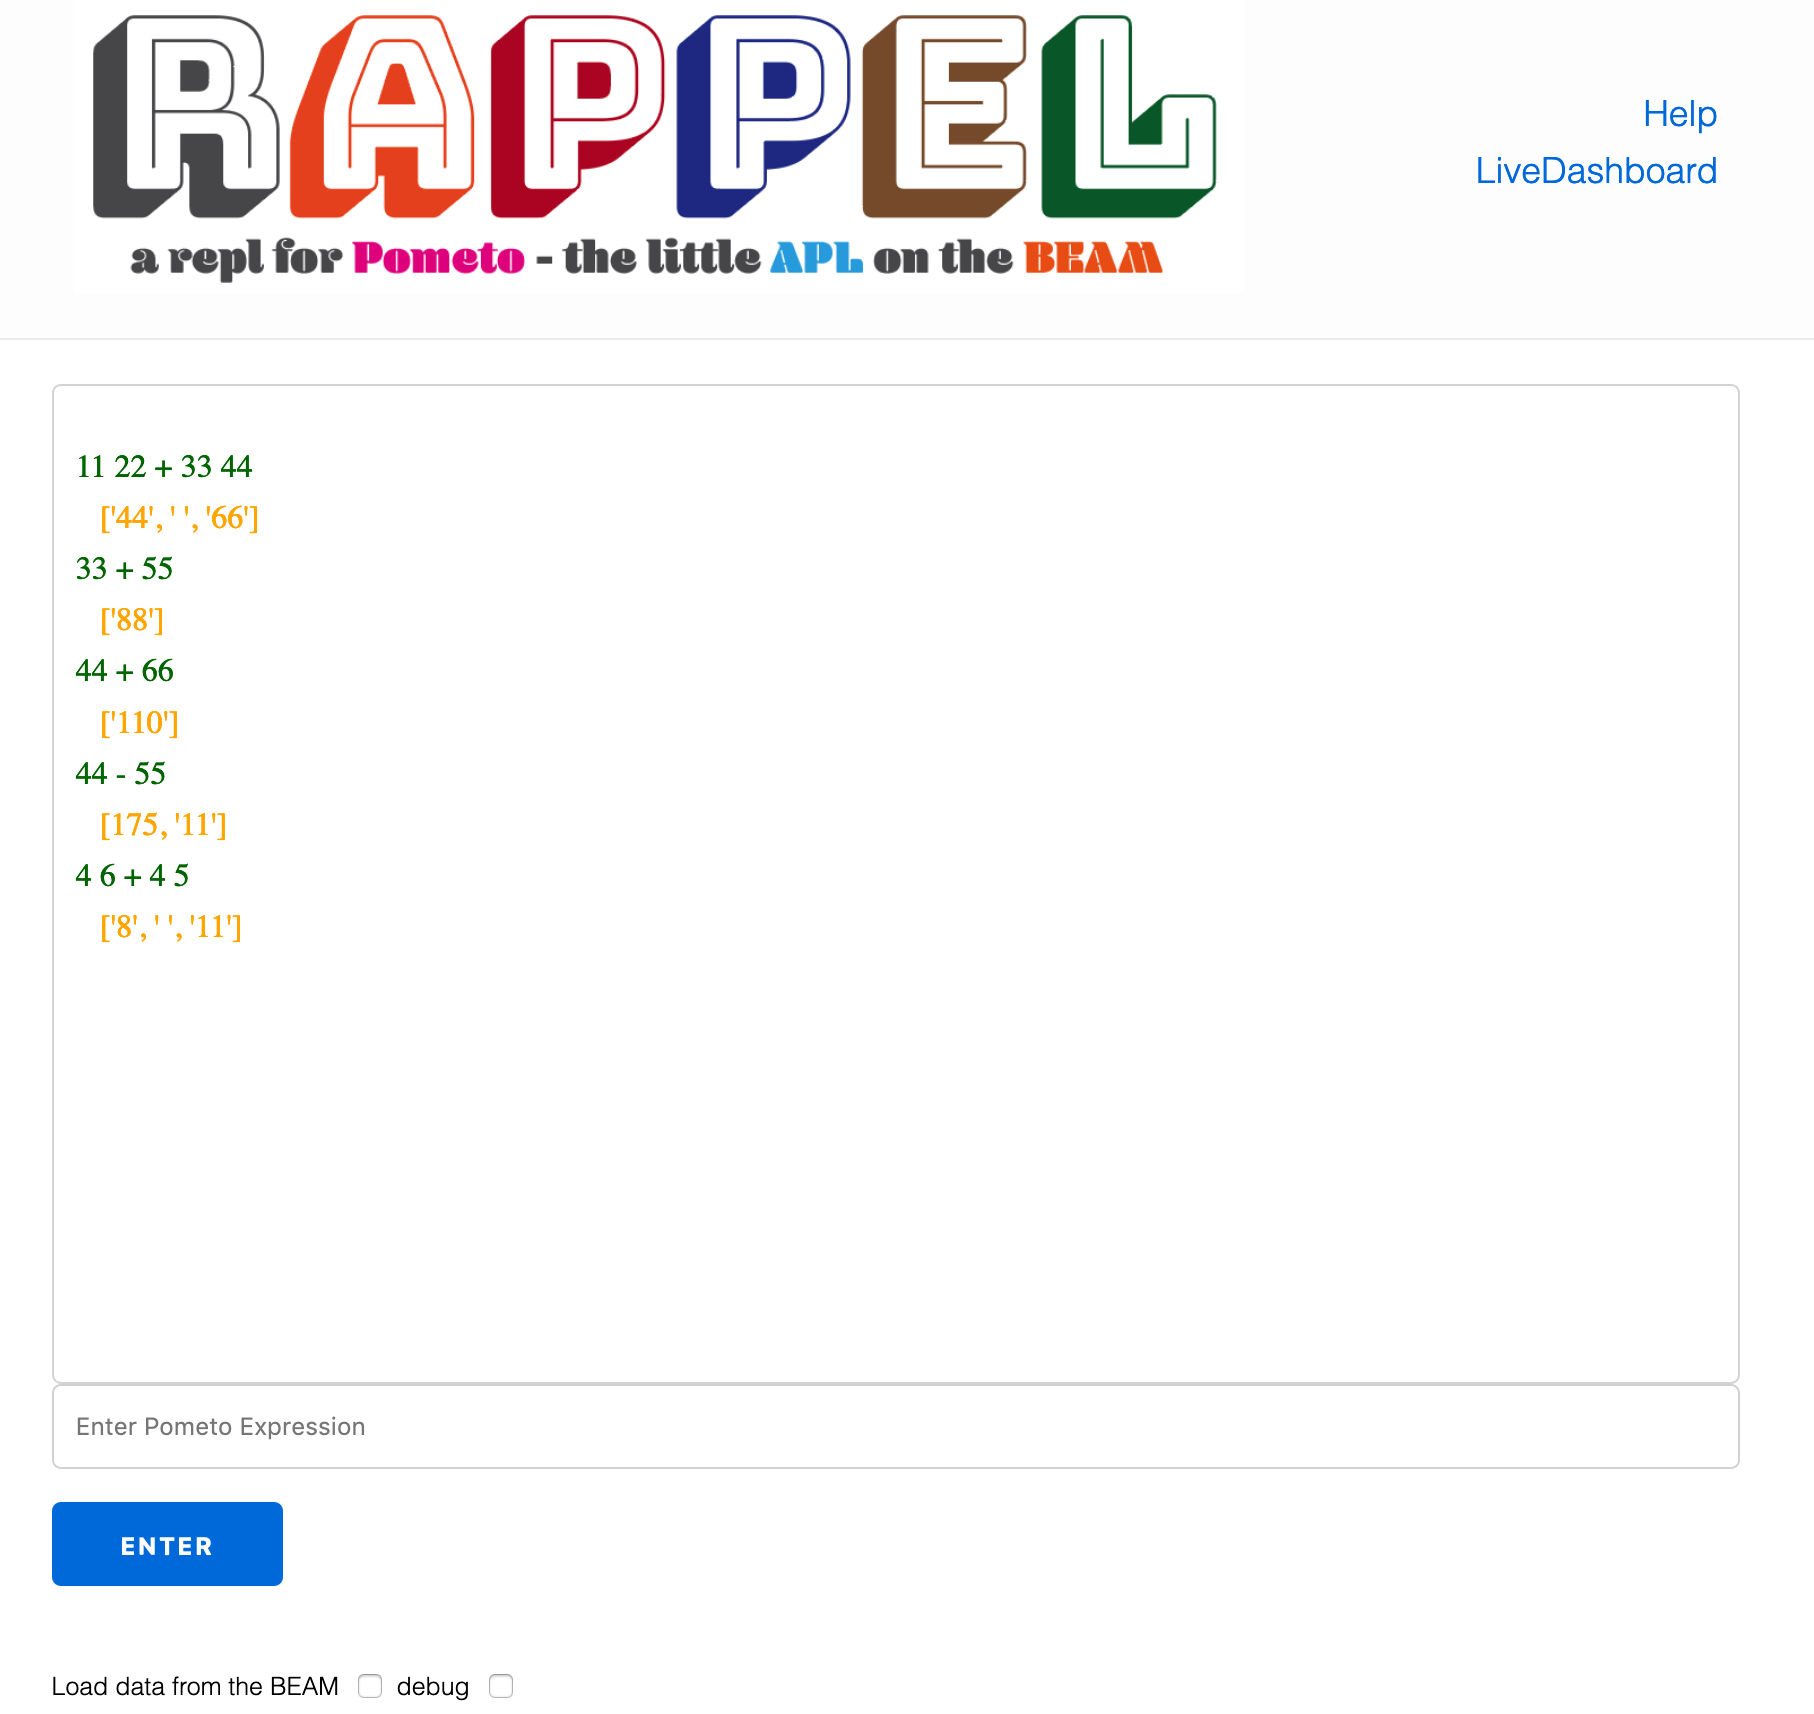 RAPPEL
a repl for Pometo - the little APL on the BEAM
Help
LiveDashboard
11 22 + 33 44
['44', ' ', '66']
33 + 55
['88']
44 + 66
['110']
44 - 55
[175, '11']
4 6 + 4 5
['8', ' ', '11']
Enter Pometo Expression
ENTER
Load data from the BEAM debug